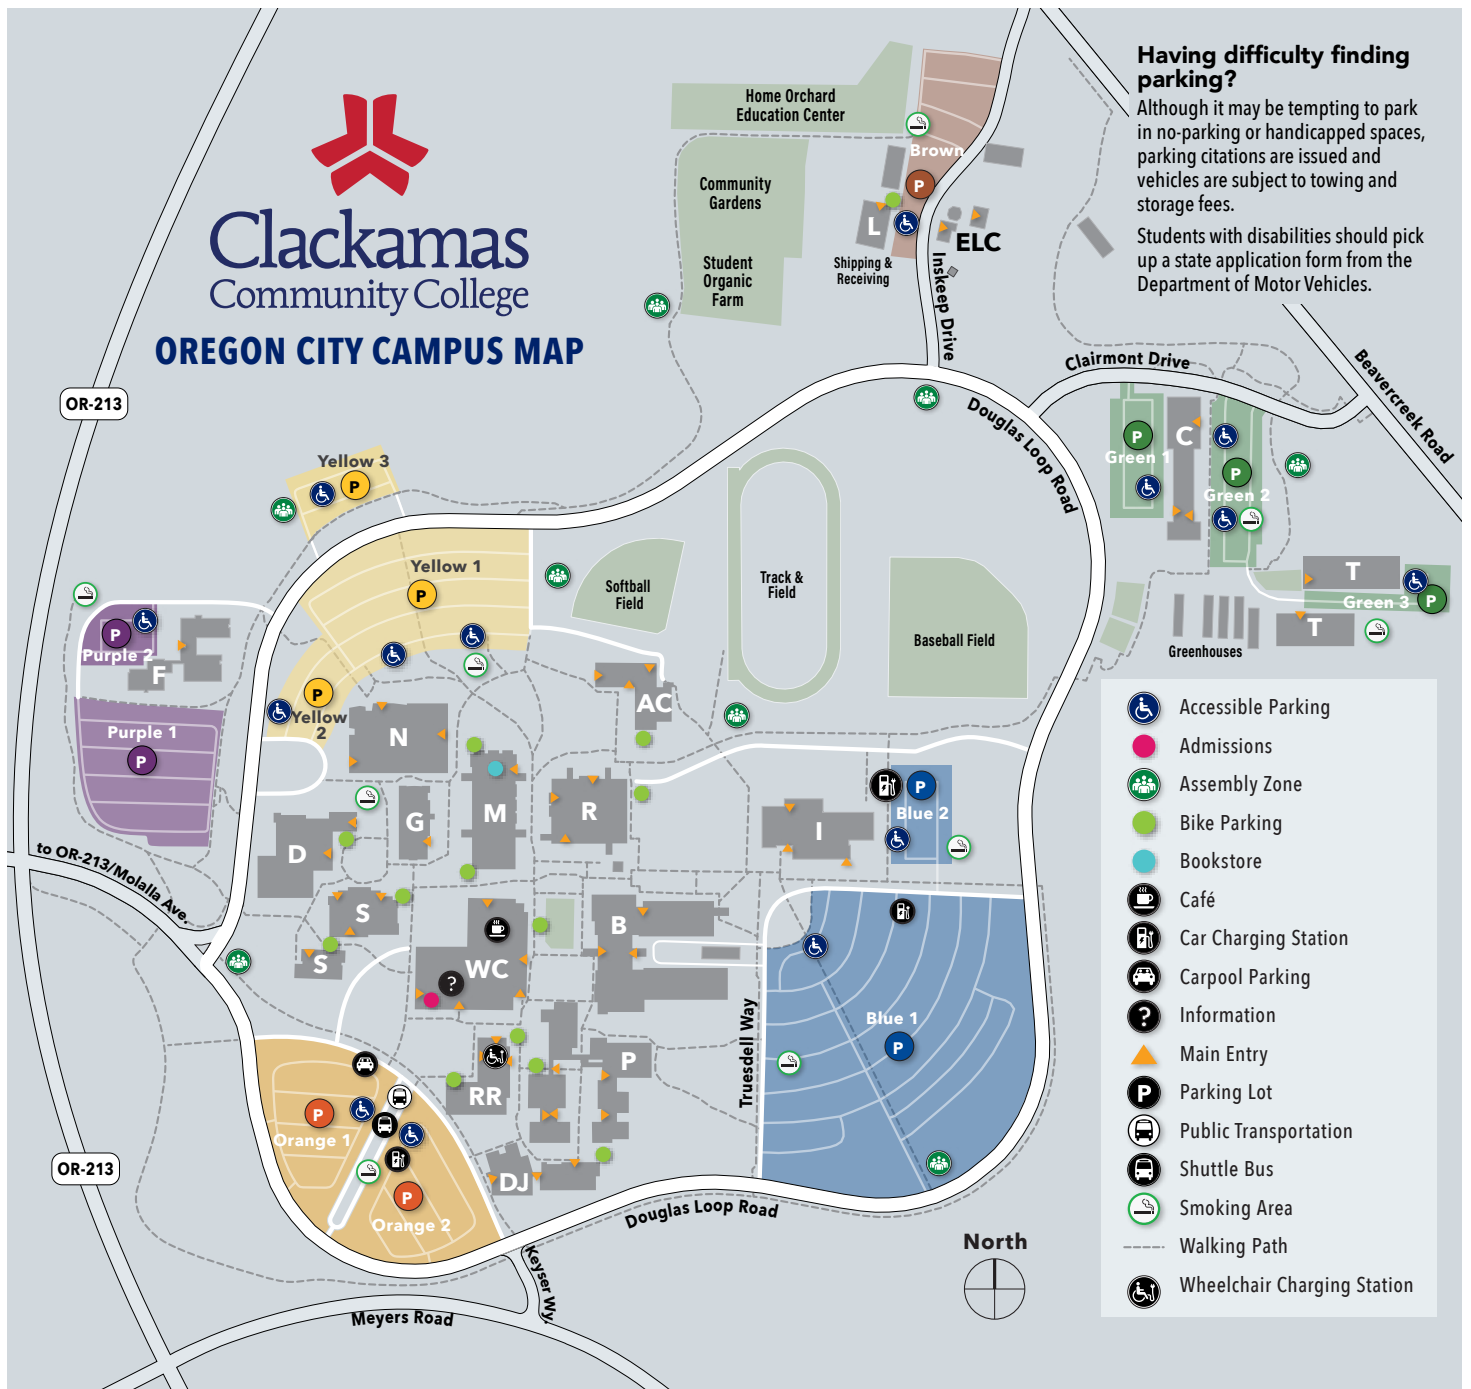 Having difficulty finding
parking?
Although it may be tempting to park
in no-parking or handicapped spaces,
parking citations are issued and
vehicles are subject to towing and
storage fees.
Students with disabilities should pick
up a state application form from the
Department of Motor Vehicles.
Clackamas
Community College
OREGON CITY CAMPUS MAP
Home Orchard
Education Center
Community
Gardens
Student
Organic
Farm
Brown
P
L
ELC
Shipping &
Receiving
Inskeep Drive
Clairmont Drive
Beavercreek Road
Douglas Loop Road
OR-213
Yellow 3
P
Yellow 1
P
P
Yellow
2
P
Green 1
C
P
Green 2
T
Green 3
P
T
Greenhouses
Softball
Field
Track &
Field
Baseball Field
P
Purple 2
F
Purple 1
P
N
AC
M
R
G
D
I
P
Blue 2
S
S
B
WC
?
to OR-213/Molalla Ave.
Blue 1
P
Truesdell Way
P
RR
DJ
P
Orange 1
P
Orange 2
OR-213
Douglas Loop Road
Keyser Wy.
Meyers Road
North
Accessible Parking
Admissions
Assembly Zone
Bike Parking
Bookstore
Café
Car Charging Station
Carpool Parking
? Information
Main Entry
P Parking Lot
Public Transportation
Shuttle Bus
Smoking Area
Walking Path
Wheelchair Charging Station